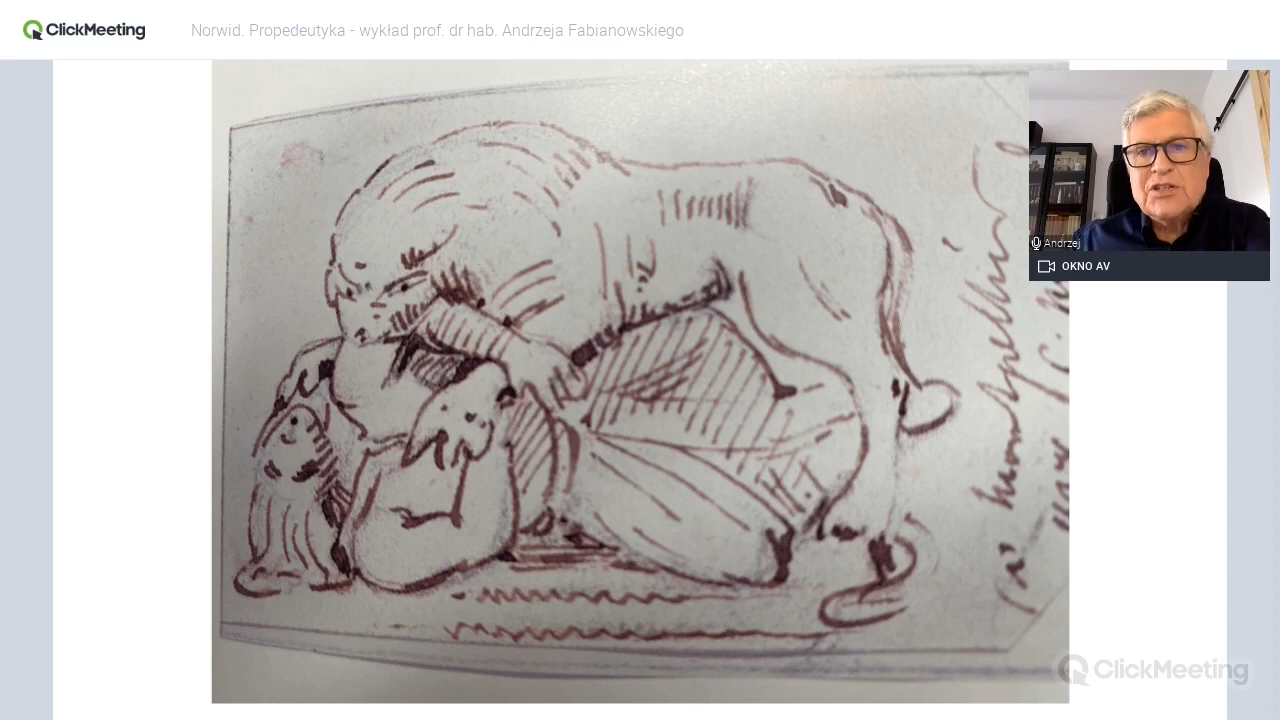 ClickMeeting
Norwid. Propedeutyka - wykład prof. dr hab. Andrzeja Fabianowskiego
Andrzej
OKNO AV
ClickMeeting